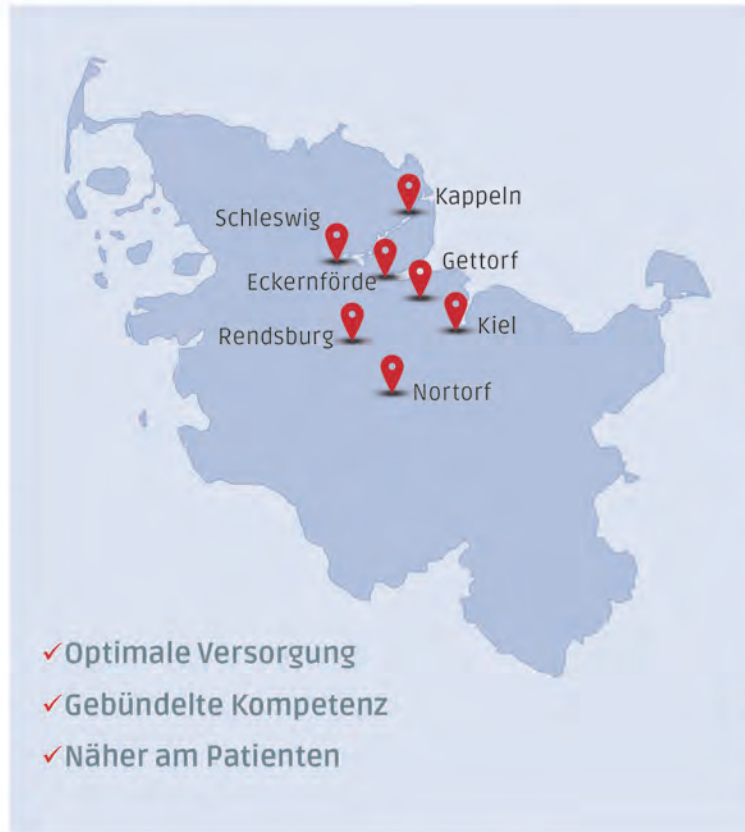 Kappeln
Schleswig
Gettorf
Eckernförde
Kiel
Rendsburg
Nortorf
✓Optimale Versorgung
✓Gebündelte Kompetenz
✓Näher am Patienten